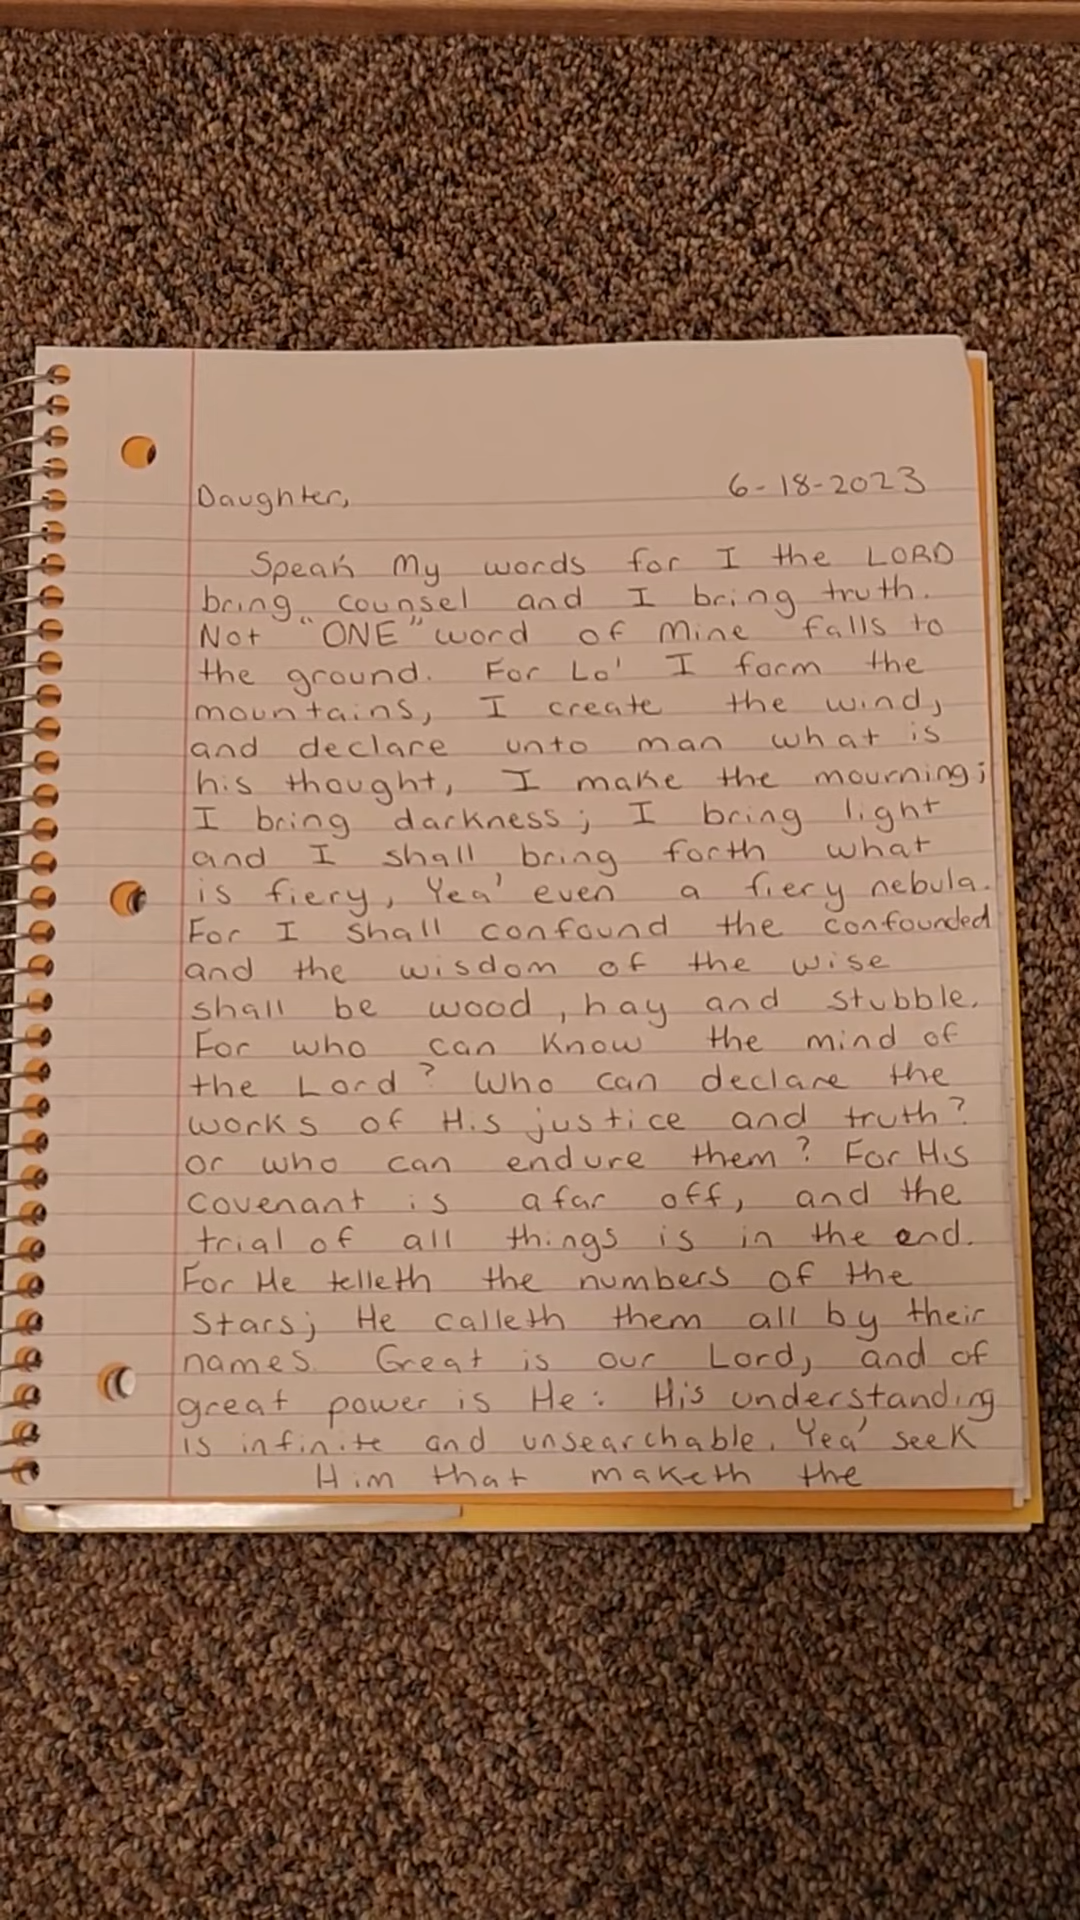 Daughter, 6-18-2023
Speak My words for I the LORD
bring counsel and I bring truth.
Not "ONE" word of Mine falls to
the ground. For Lo' I form the
mountains, I create the wind,
and declare unto man what is
his thought, I make the mourning;
I bring darkness; I bring light
and I shall bring forth what
is fiery, Yea' even a fiery nebula.
For I shall confound the confounded
and the wisdom of the wise
shall be wood, hay and stubble.
For who can know the mind of
the Lord? Who can declare the
works of His justice and truth?
or who can endure them? For His
covenant is afar off, and the
trial of all things is in the end.
For He telleth the numbers of the
stars; He calleth them all by their
names. Great is our Lord, and of
great power is He: His understanding
is infinite and unsearchable. Yea' seek
Him that maketh the